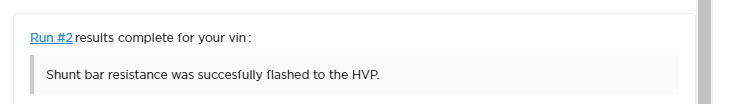 Run #2 results complete for your vin:
Shunt bar resistance was succesfully flashed to the HVP.